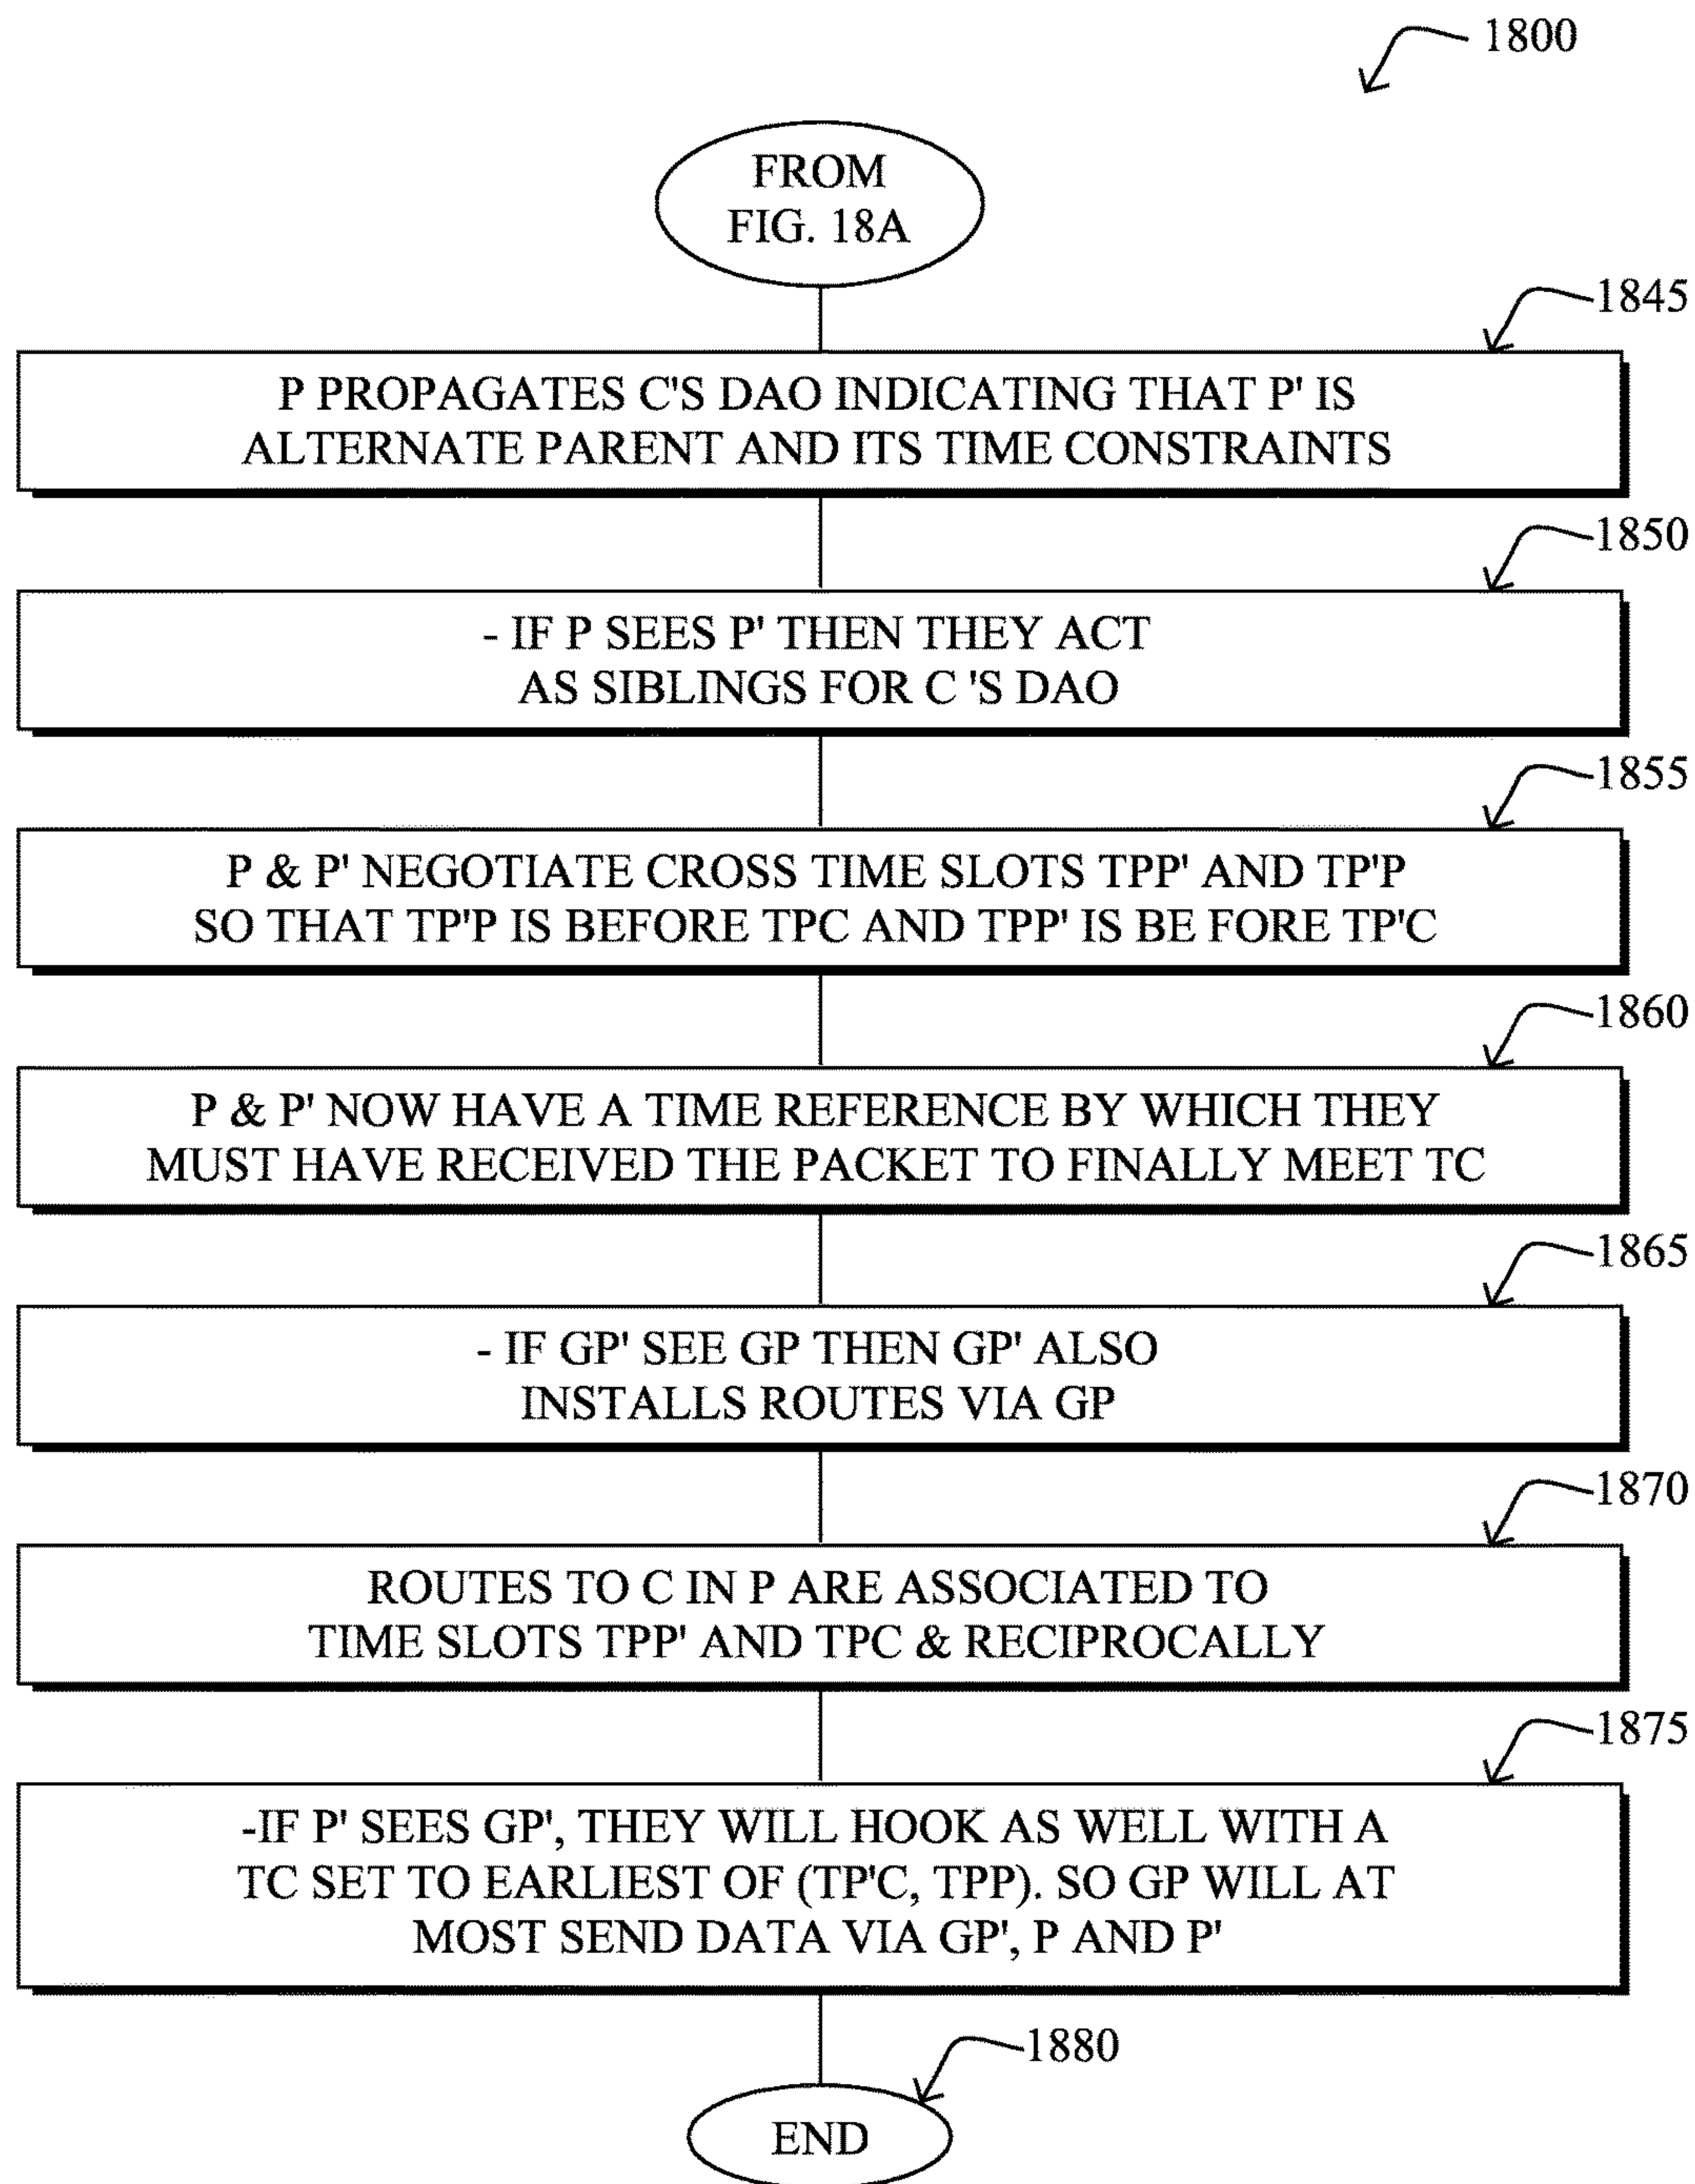 1800
FROM
FIG. 18A
1845
P PROPAGATES C'S DAO INDICATING THAT P' IS
ALTERNATE PARENT AND ITS TIME CONSTRAINTS
1850
- IF P SEES P' THEN THEY ACT
AS SIBLINGS FOR C 'S DAO
1855
P & P' NEGOTIATE CROSS TIME SLOTS TPP' AND TP'P
SO THAT TP'P IS BEFORE TPC AND TPP' IS BE FORE TP'C
1860
P & P' NOW HAVE A TIME REFERENCE BY WHICH THEY
MUST HAVE RECEIVED THE PACKET TO FINALLY MEET TC
1865
- IF GP' SEE GP THEN GP' ALSO
INSTALLS ROUTES VIA GP
1870
ROUTES TO C IN P ARE ASSOCIATED TO
TIME SLOTS TPP' AND TPC & RECIPROCALLY
1875
-IF P' SEES GP', THEY WILL HOOK AS WELL WITH A
TC SET TO EARLIEST OF (TP'C, TPP). SO GP WILL AT
MOST SEND DATA VIA GP', P AND P'
1880
END